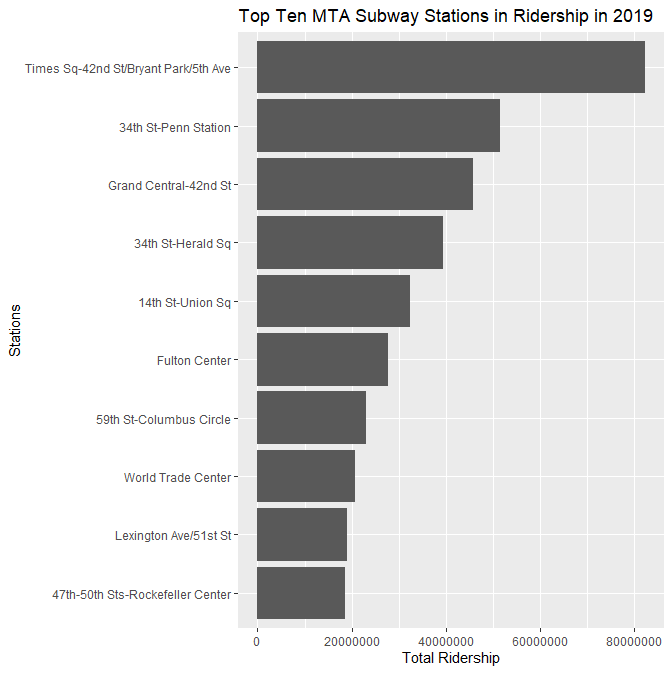 Top Ten MTA Subway Stations in Ridership in 2019
Stations
Times Sq-42nd St/Bryant Park/5th Ave
34th St-Penn Station
Grand Central-42nd St
34th St-Herald Sq
14th St-Union Sq
Fulton Center
59th St-Columbus Circle
World Trade Center
Lexington Ave/51st St
47th-50th Sts-Rockefeller Center
0 20000000 40000000 60000000 80000000
Total Ridership